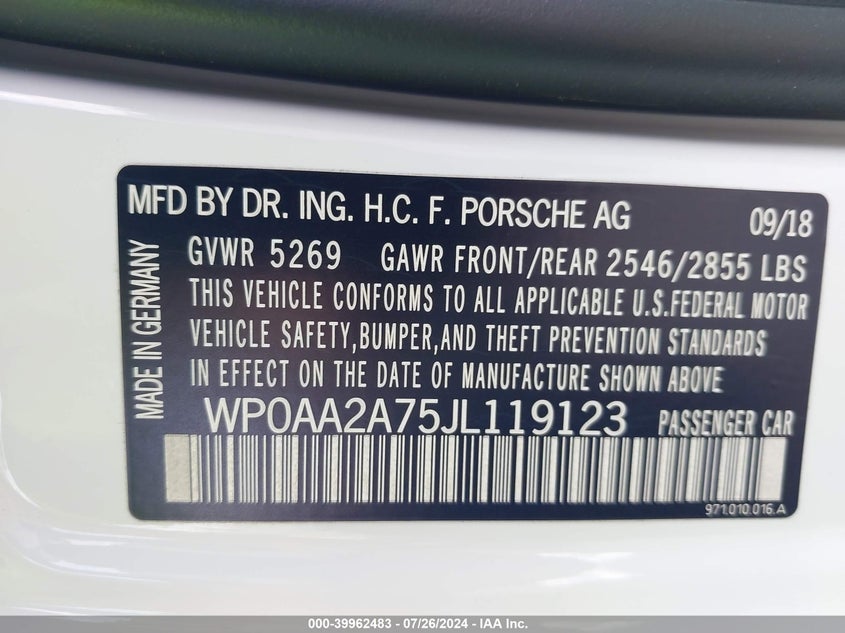 MFD BY DR. ING. H.C. F. PORSCHE AG 09/18
GVWR 5269 GAWR FRONT/REAR 2546/2855 LBS
THIS VEHICLE CONFORMS TO ALL APPLICABLE U.S.FEDERAL MOTOR
VEHICLE SAFETY,BUMPER,AND THEFT PREVENTION STANDARDS
IN EFFECT ON THE DATE OF MANUFACTURE SHOWN ABOVE
WP0AA2A75JL119123 PASSENGER CAR
MADE IN GERMANY
971.010.016.A
000-39962483 - 07/26/2024 - IAA Inc.